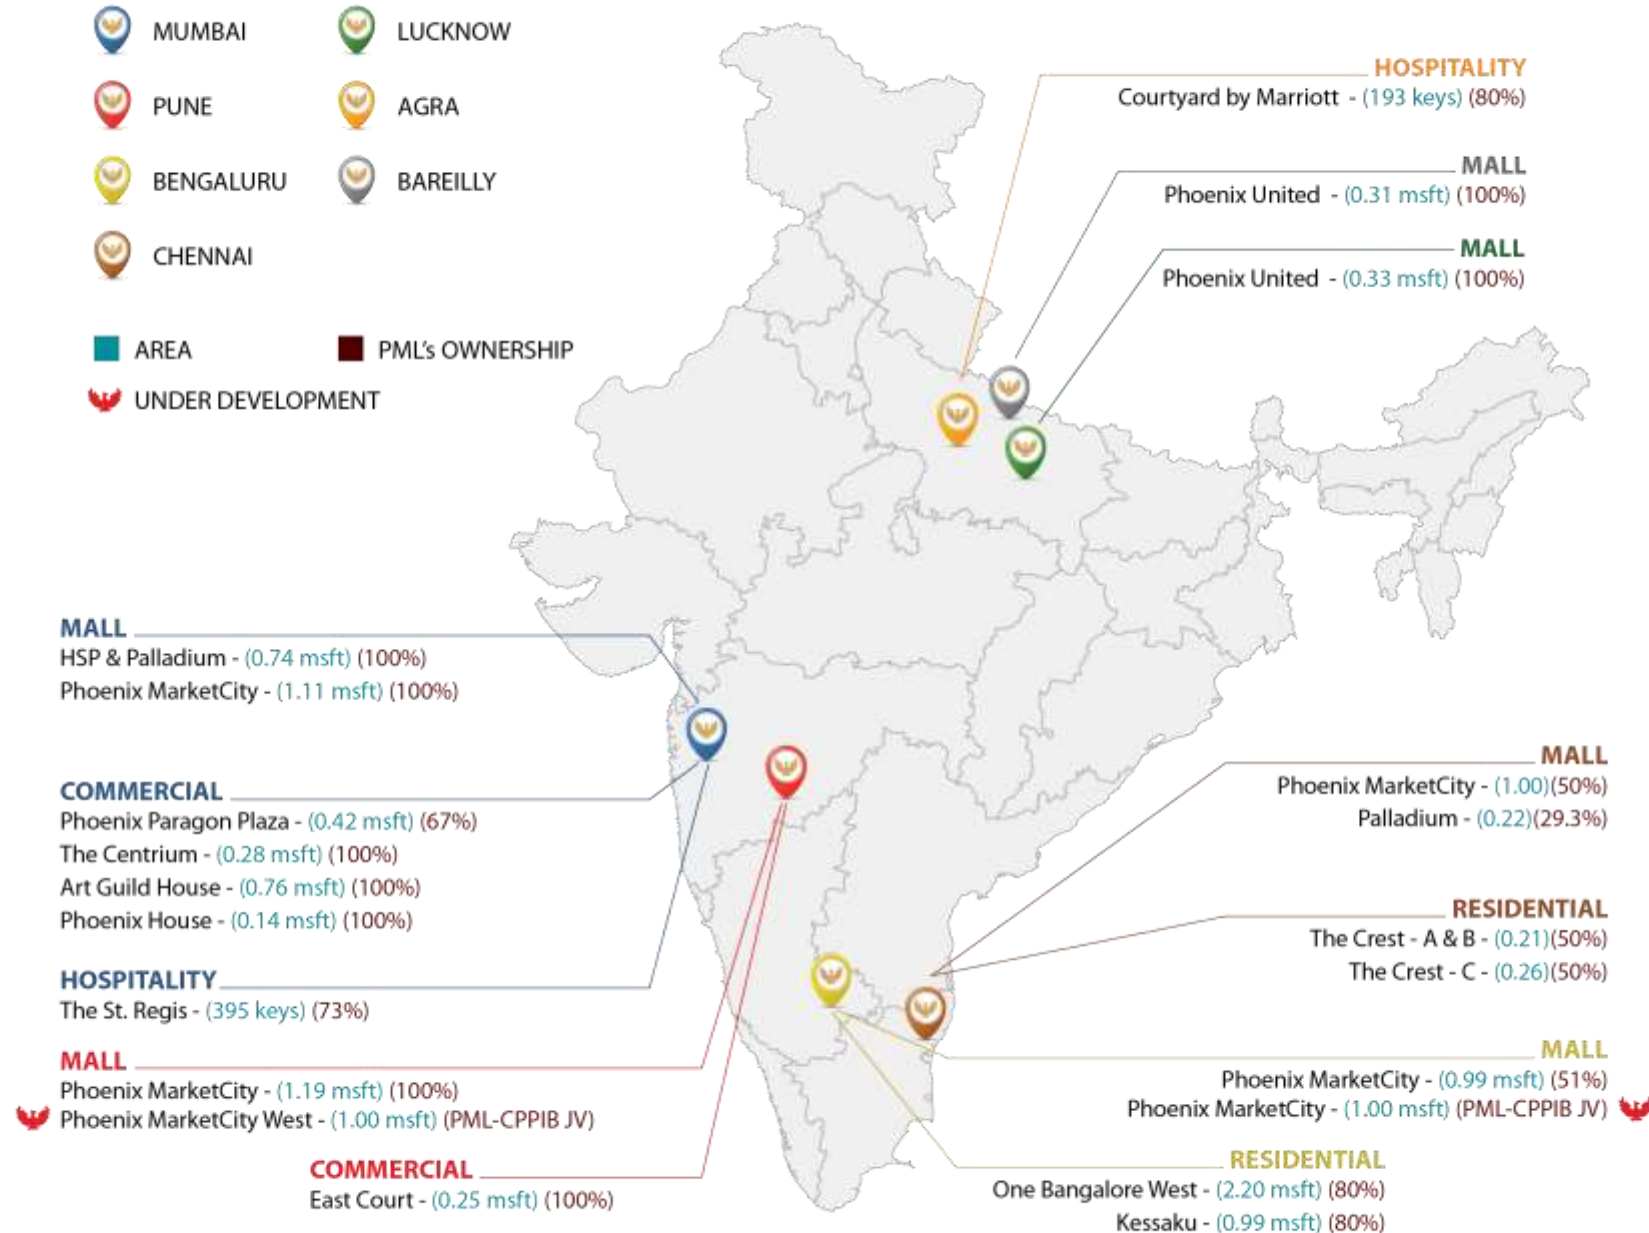 MUMBAI
LUCKNOW
PUNE
AGRA
BENGALURU
BAREILLY
CHENNAI
AREA
PML's OWNERSHIP
UNDER DEVELOPMENT
HOSPITALITY
Courtyard by Marriott - (193 keys) (80%)
MALL
Phoenix United - (0.31 msft) (100%)
MALL
Phoenix United - (0.33 msft) (100%)
MALL
HSP & Palladium - (0.74 msft) (100%)
Phoenix MarketCity - (1.11 msft) (100%)
COMMERCIAL
Phoenix Paragon Plaza - (0.42 msft) (67%)
The Centrium - (0.28 msft) (100%)
Art Guild House - (0.76 msft) (100%)
Phoenix House - (0.14 msft) (100%)
HOSPITALITY
The St. Regis - (395 keys) (73%)
MALL
Phoenix MarketCity - (1.19 msft) (100%)
Phoenix MarketCity West - (1.00 msft) (PML-CPPIB JV)
COMMERCIAL
East Court - (0.25 msft) (100%)
MALL
Phoenix MarketCity - (1.00)(50%)
Palladium - (0.22)(29.3%)
RESIDENTIAL
The Crest - A & B - (0.21)(50%)
The Crest - C - (0.26)(50%)
MALL
Phoenix MarketCity - (0.99 msft) (51%)
Phoenix MarketCity - (1.00 msft) (PML-CPPIB JV)
RESIDENTIAL
One Bangalore West - (2.20 msft) (80%)
Kessaku - (0.99 msft) (80%)